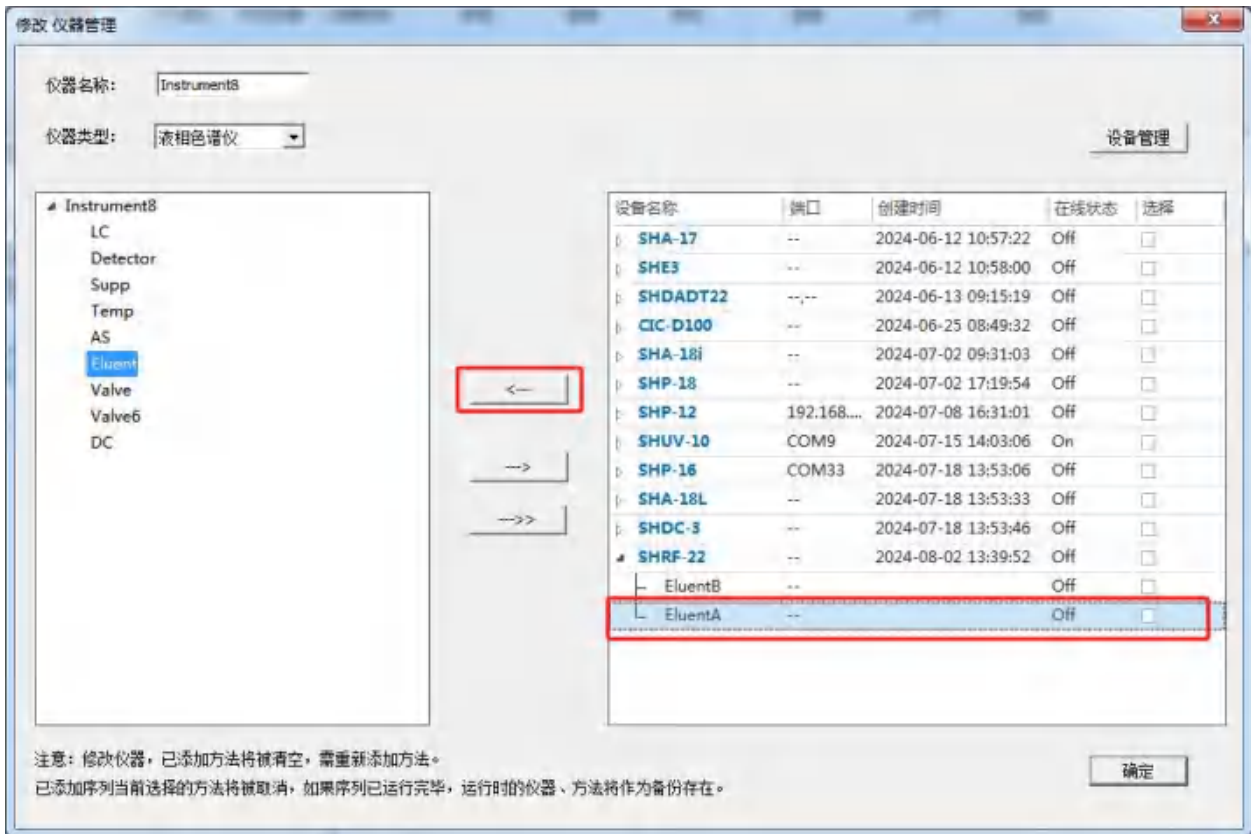 修改 仪器管理
仪器名称： Instrument8
仪器类型： 液相色谱仪
设备管理
Instrument8
LC
Detector
Supp
Temp
AS
Eluent
Valve
Valve6
DC
<---
--->
--->>
设备名称 端口 创建时间 在线状态 选择
SHA-17 -- 2024-06-12 10:57:22 Off
SHE3 -- 2024-06-12 10:58:00 Off
SHDADT22 --,-- 2024-06-13 09:15:19 Off
CIC-D100 -- 2024-06-25 08:49:32 Off
SHA-18i -- 2024-07-02 09:31:03 Off
SHP-18 -- 2024-07-02 17:19:54 Off
SHP-12 192.168.... 2024-07-08 16:31:01 Off
SHUV-10 COM9 2024-07-15 14:03:06 On
SHP-16 COM33 2024-07-18 13:53:06 Off
SHA-18L -- 2024-07-18 13:53:33 Off
SHDC-3 -- 2024-07-18 13:53:46 Off
SHRF-22 -- 2024-08-02 13:39:52 Off
EluentB -- Off
EluentA -- Off
注意：修改仪器，已添加方法将被清空，需重新添加方法。
已添加序列当前选择的方法将被取消，如果序列已运行完毕，运行时的仪器、方法将作为备份存在。
确定